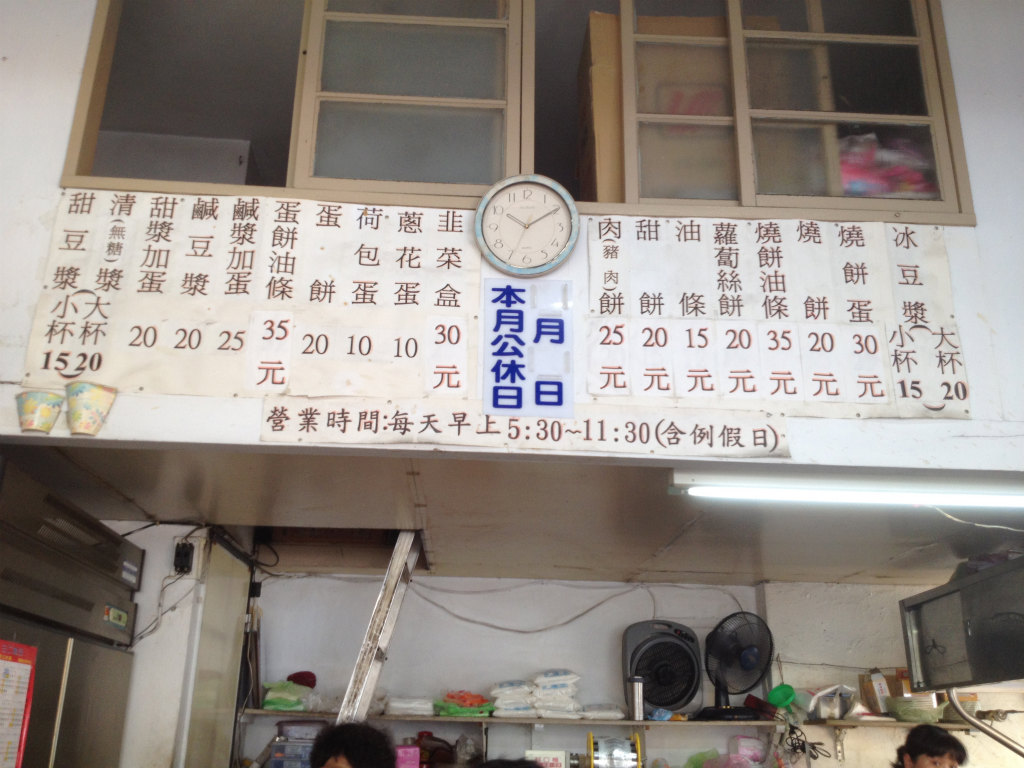 甜豆漿
清(無糖)漿
(小杯 大杯)
15 20
甜漿加蛋 20
鹹豆漿 20
鹹漿加蛋 25
蛋餅油條 35元
蛋餅 20
荷包蛋 10
蔥花蛋 10
韭菜盒 30元
本月公休日
月 日
肉(豬肉)餅 25元
甜餅 20元
油條 15元
蘿蔔絲餅 20元
燒餅油條 35元
燒餅 20元
燒餅蛋 30元
冰豆漿
(小杯 大杯)
15 20
營業時間:每天早上5:30~11:30(含例假日)